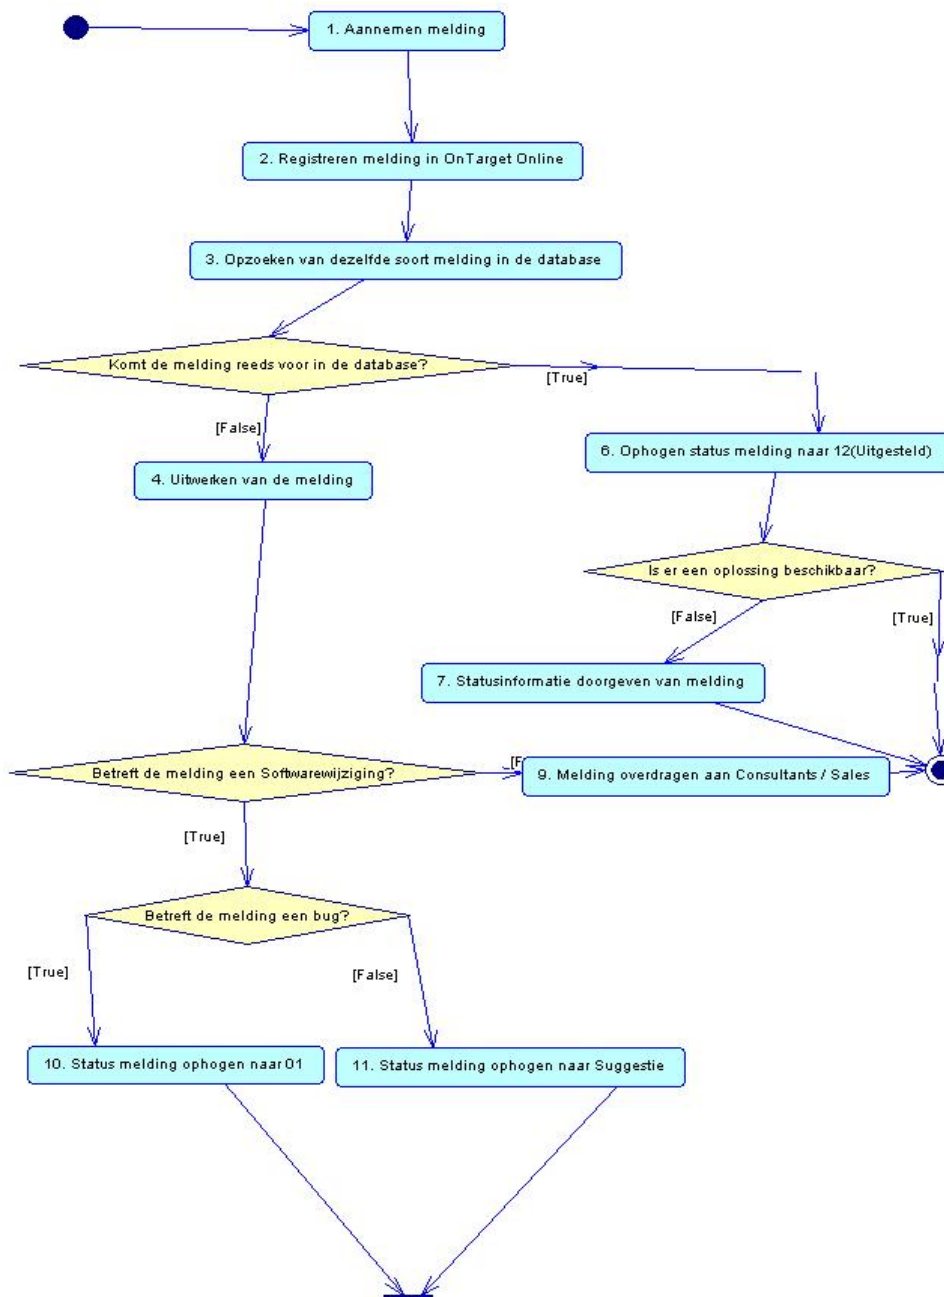 1. Aannemen melding
2. Registreren melding in OnTarget Online
3. Opzoeken van dezelfde soort melding in de database
Komt de melding reeds voor in de database?
[True]
[False]
6. Ophogen status melding naar 12(Uitgesteld)
4. Uitwerken van de melding
Is er een oplossing beschikbaar?
[False]
[True]
7. Statusinformatie doorgeven van melding
Betreft de melding een Softwarewijziging?
[F
9. Melding overdragen aan Consultants / Sales
[True]
Betreft de melding een bug?
[True]
[False]
10. Status melding ophogen naar 01
11. Status melding ophogen naar Suggestie